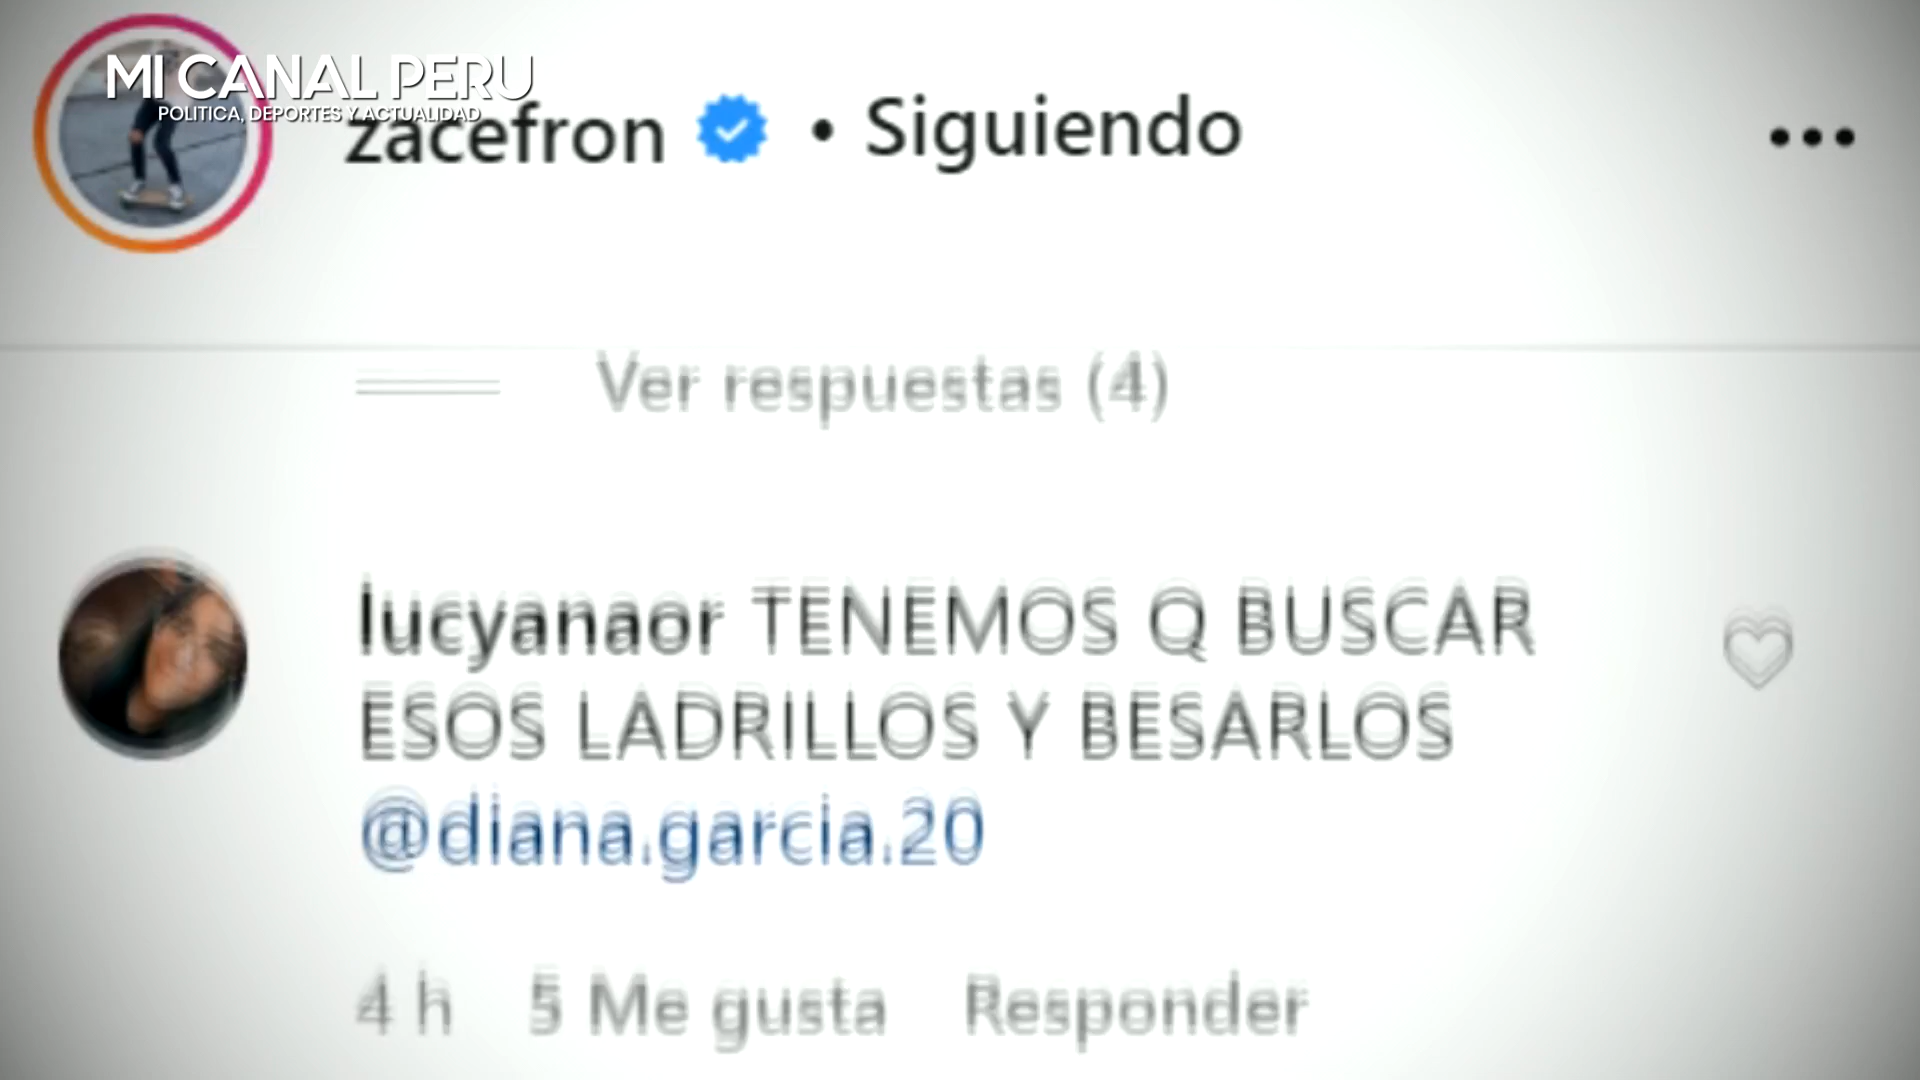 MI CANAL PERU
POLITICA, DEPORTES Y ACTUALIDAD
zacefron • Siguiendo
Ver respuestas (4)
lucyanaor TENEMOS Q BUSCAR
ESOS LADRILLOS Y BESARLOS
@diana.garcia.20
4 h 5 Me gusta Responder